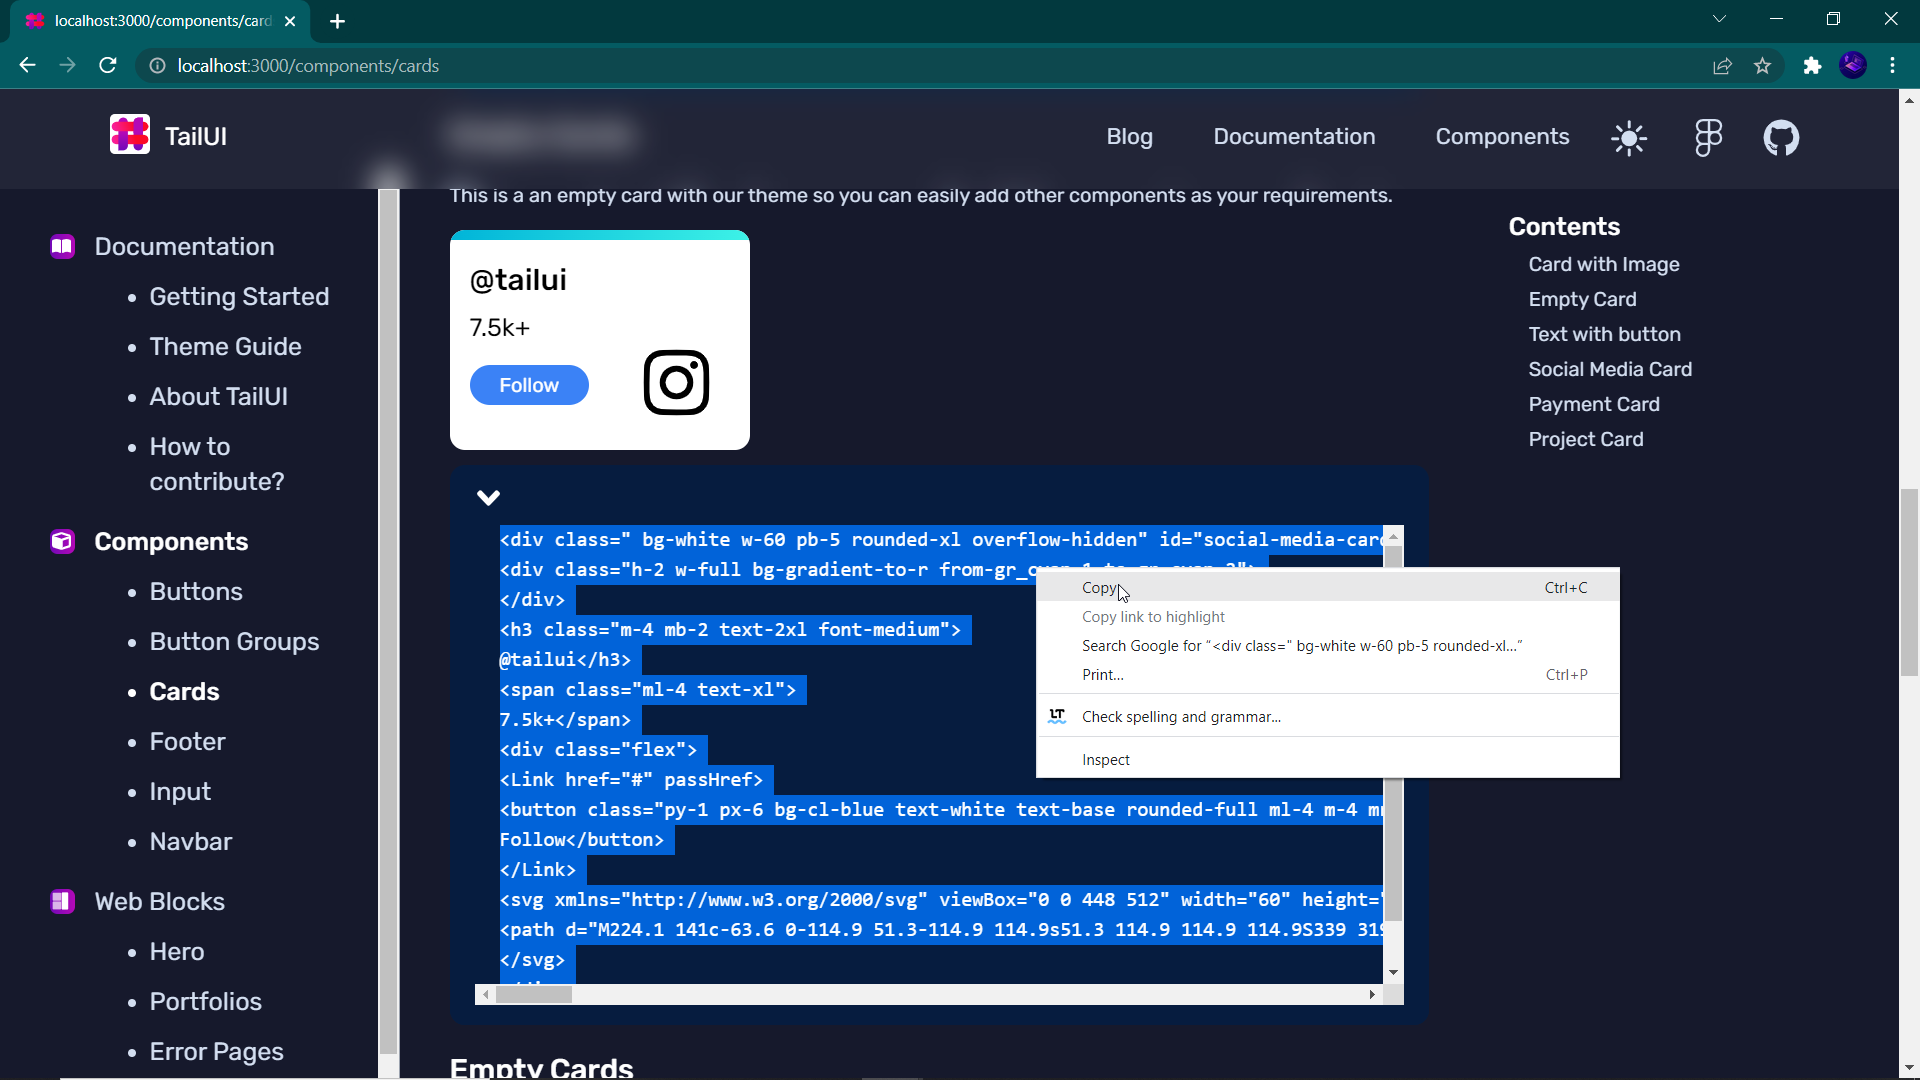 localhost:3000/components/card
localhost:3000/components/cards
TailUI
Blog
Documentation
Components
Documentation
• Getting Started
• Theme Guide
• About TailUI
• How to
contribute?
Components
• Buttons
• Button Groups
• Cards
• Footer
• Input
• Navbar
Web Blocks
• Hero
• Portfolios
• Error Pages
This is a an empty card with our theme so you can easily add other components as your requirements.
@tailui
7.5k+
Follow
<div class=" bg-white w-60 pb-5 rounded-xl overflow-hidden" id="social-media-card
<div class="h-2 w-full bg-gradient-to-r from-gr_cyan-1 to-gr_cyan-2">
</div>
<h3 class="m-4 mb-2 text-2xl font-medium">
@tailui</h3>
<span class="ml-4 text-xl">
7.5k+</span>
<div class="flex">
<Link href="#" passHref>
<button class="py-1 px-6 bg-cl-blue text-white text-base rounded-full ml-4 m-4 m
Follow</button>
</Link>
<svg xmlns="http://www.w3.org/2000/svg" viewBox="0 0 448 512" width="60" height="
<path d="M224.1 141c-63.6 0-114.9 51.3-114.9 114.9s51.3 114.9 114.9 114.9S339 319
</svg>
Copy Ctrl+C
Copy link to highlight
Search Google for “<div class=" bg-white w-60 pb-5 rounded-xl...”
Print... Ctrl+P
LT Check spelling and grammar...
Inspect
Empty Cards
Contents
Card with Image
Empty Card
Text with button
Social Media Card
Payment Card
Project Card